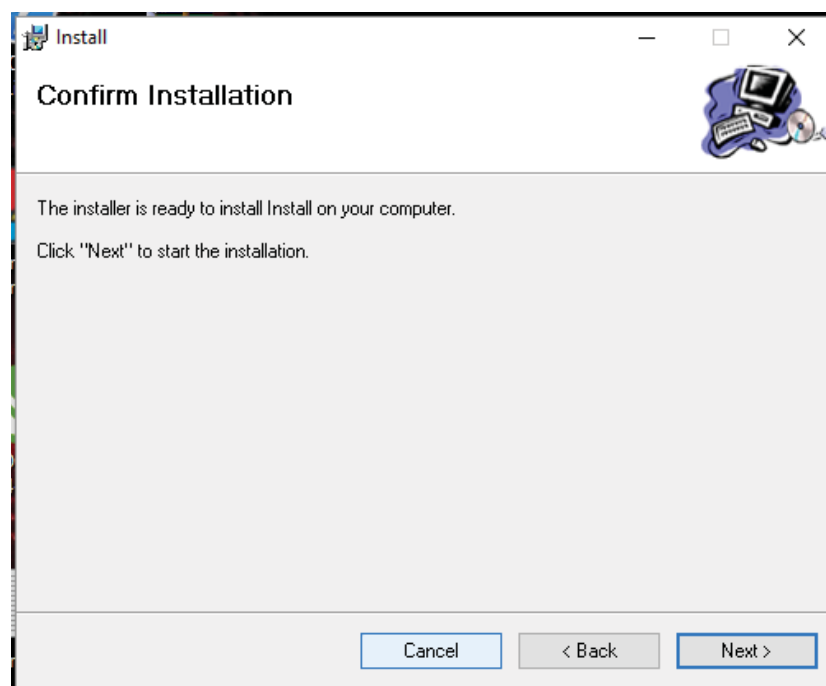 Install
Confirm Installation
The installer is ready to install Install on your computer.
Click "Next" to start the installation.
Cancel
< Back
Next >